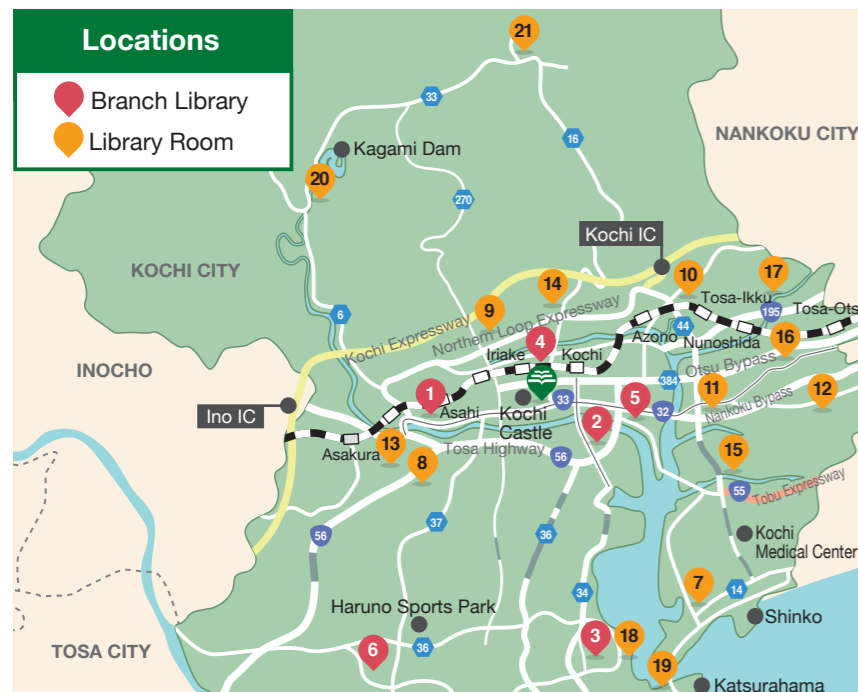 Locations
Branch Library
Library Room
21
33
16
NANKOKU CITY
Kagami Dam
20
270
Kochi IC
KOCHI CITY
10
17
14
Tosa-Ikku
9
195
Tosa-Ots
6
Kochi Expressway
Northern Loop Expressway
44
Azono
Nunoshida
16
4
Iriake
Kochi
Otsu Bypass
INOCHO
384
1
5
11
12
Asahi
Kochi
Castle
33
32
Nankoku Bypass
Ino IC
2
13
Asakura
Tosa Highway
8
56
15
55
Tobu Expressway
37
36
56
Kochi
Medical Center
34
7
14
Haruno Sports Park
Shinko
3
18
TOSA CITY
6
36
19
Katsurahama